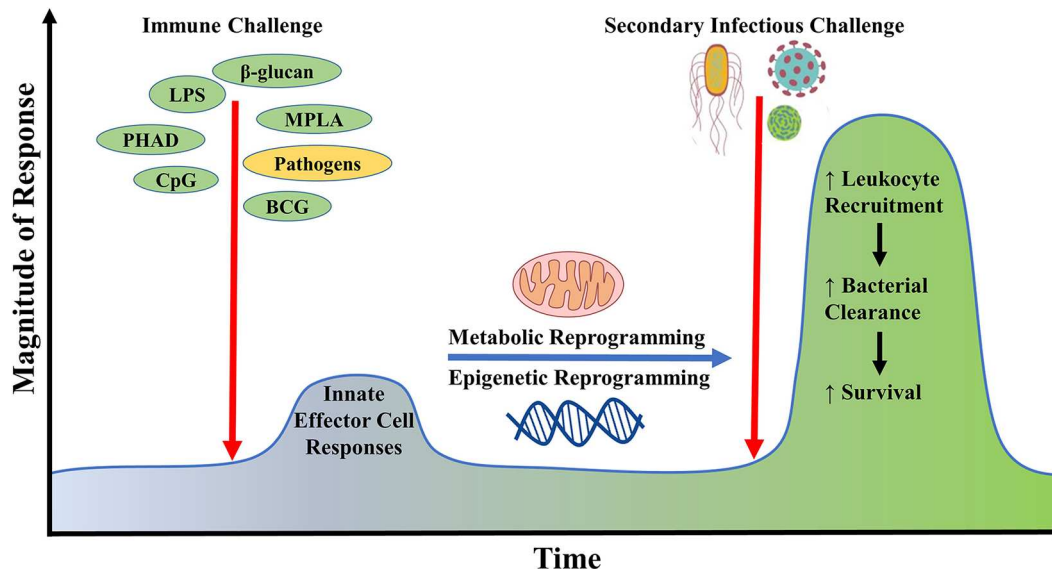 Immune Challenge
Secondary Infectious Challenge
β-glucan
LPS
MPLA
PHAD
Pathogens
CpG
BCG
↑ Leukocyte
Recruitment
↑ Bacterial
Clearance
↑ Survival
Metabolic Reprogramming
Epigenetic Reprogramming
Innate
Effector Cell
Responses
Magnitude of Response
Time